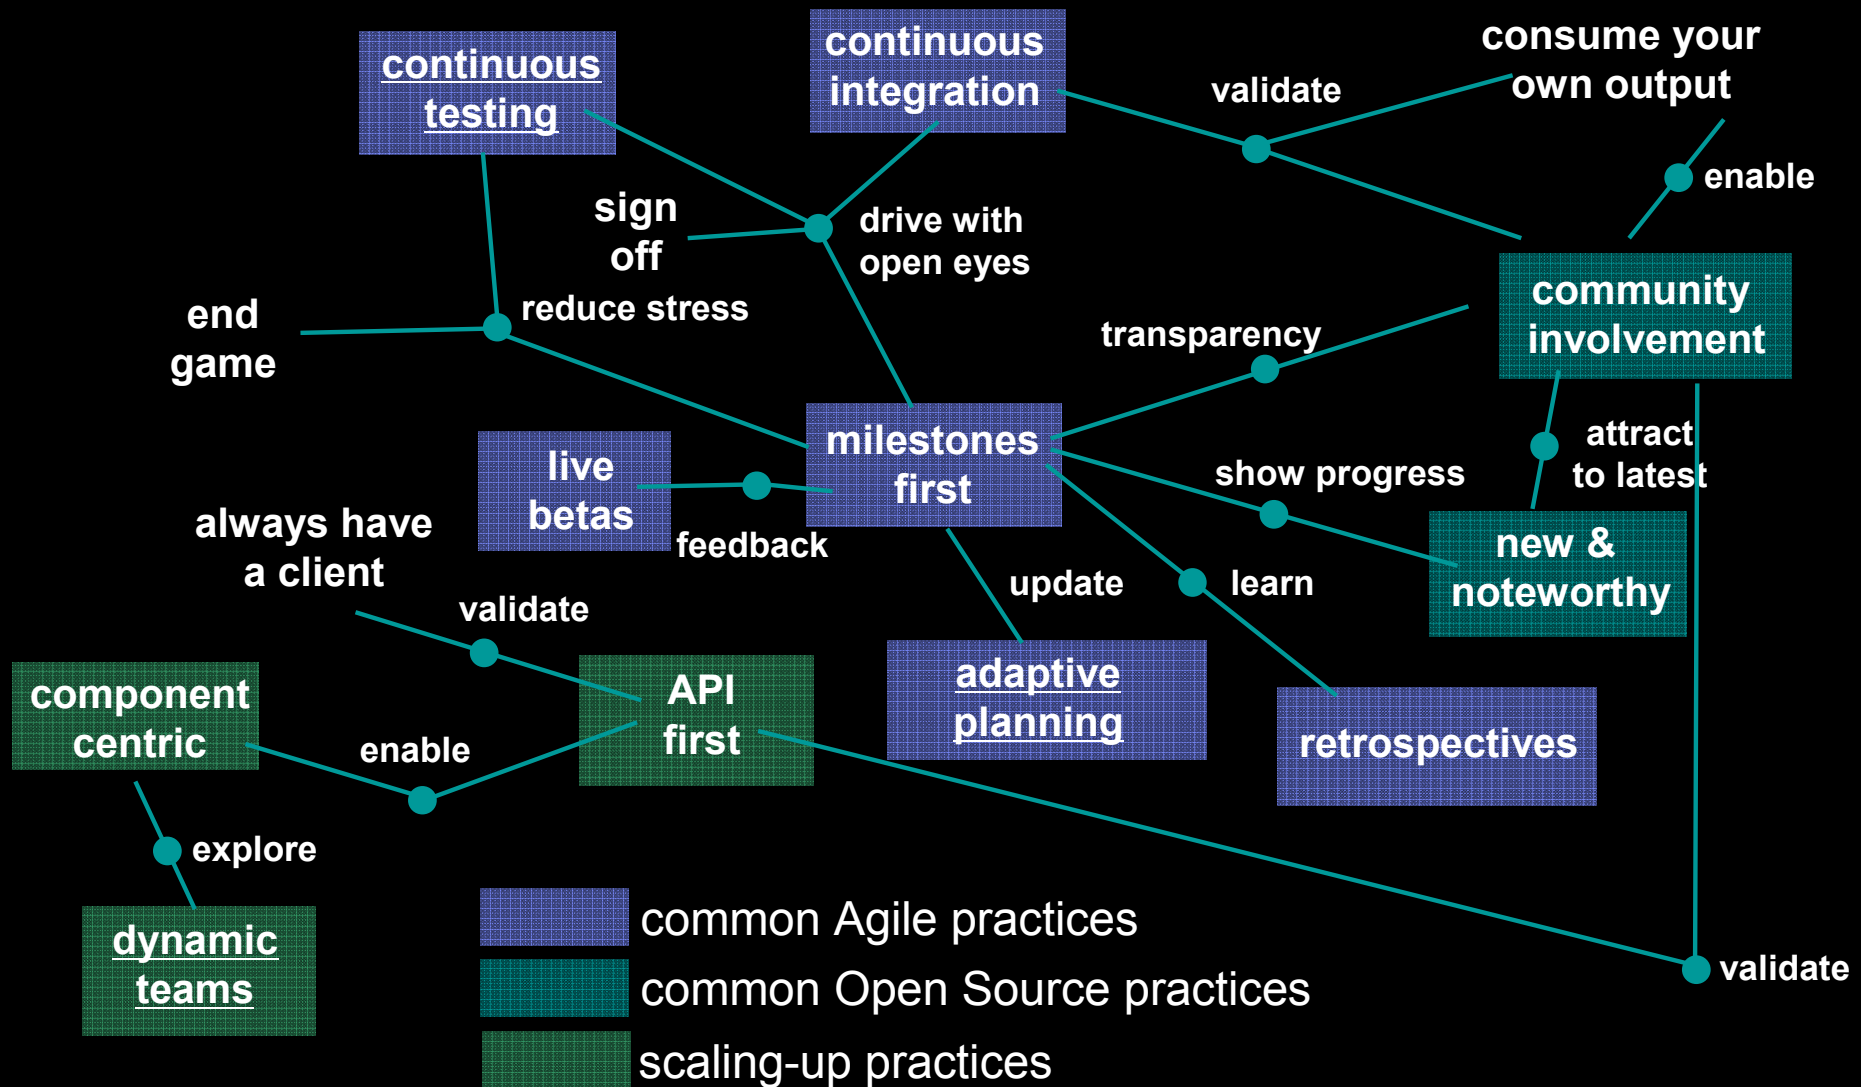 continuous
testing
continuous
integration
validate
consume your
own output
enable
sign
off
drive with
open eyes
end
game
reduce stress
transparency
community
involvement
milestones
first
live
betas
feedback
show progress
attract
to latest
new &
noteworthy
always have
a client
validate
update
learn
component
centric
enable
API
first
adaptive
planning
retrospectives
explore
dynamic
teams
common Agile practices
common Open Source practices
scaling-up practices
validate